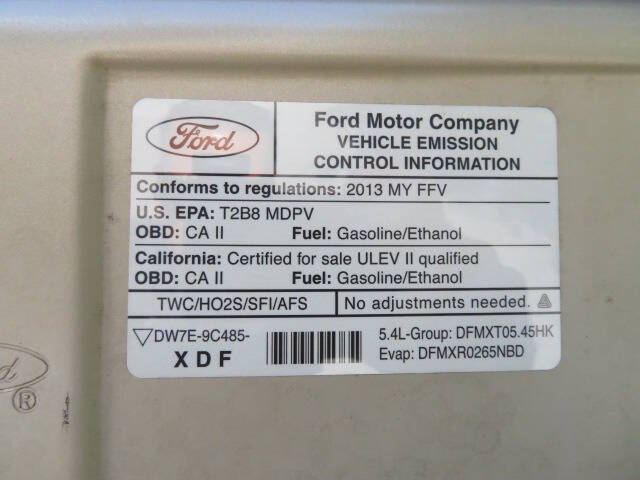 Ford
Ford Motor Company
VEHICLE EMISSION
CONTROL INFORMATION
Conforms to regulations: 2013 MY FFV
U.S. EPA: T2B8 MDPV
OBD: CA II Fuel: Gasoline/Ethanol
California: Certified for sale ULEV II qualified
OBD: CA II Fuel: Gasoline/Ethanol
TWC/HO2S/SFI/AFS No adjustments needed.
DW7E-9C485-
XDF
5.4L-Group: DFMXT05.45HK
Evap: DFMXR0265NBD
Ford
®